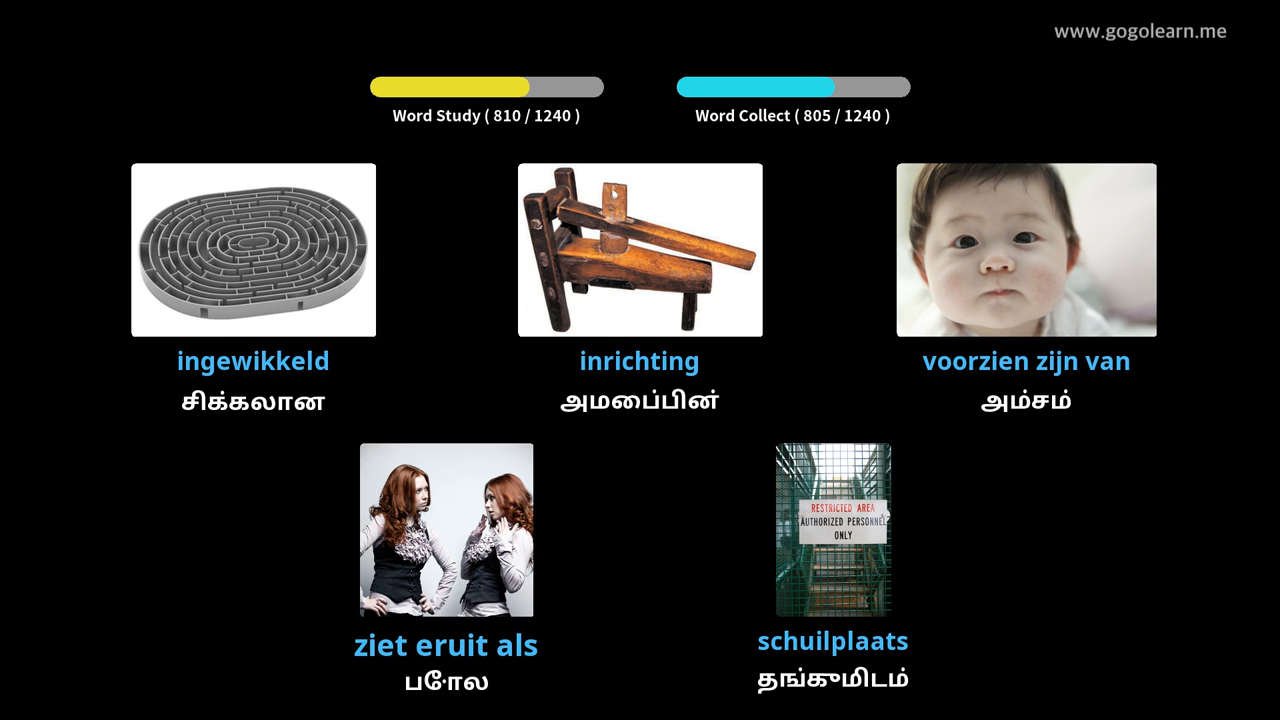 www.gogolearn.me
Word Study ( 810 / 1240 )
Word Collect ( 805 / 1240 )
ingewikkeld
inrichting
voorzien zijn van
சிக்கலான
அமைப்பின்
அம்சம்
RESTRICTED AREA
AUTHORIZED PERSONNEL
ONLY
ziet eruit als
schuilplaats
போல
தங்குமிடம்